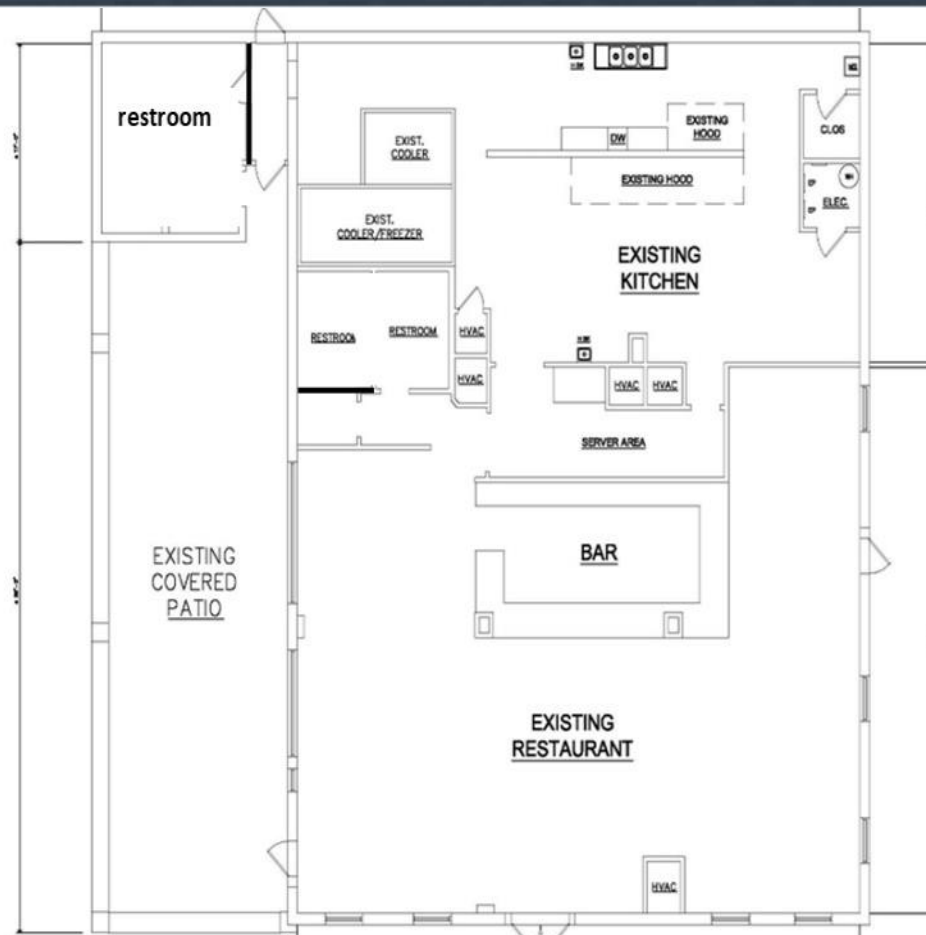 restroom
EXIST.
COOLER
EXIST.
COOLER/FREEZER
DW
EXISTING
HOOD
EXISTING HOOD
CLOS
ELEC.
EXISTING
KITCHEN
RESTROOM
RESTROOM
HVAC
HVAC
HVAC
HVAC
SERVER AREA
BAR
EXISTING
COVERED
PATIO
EXISTING
RESTAURANT
HVAC